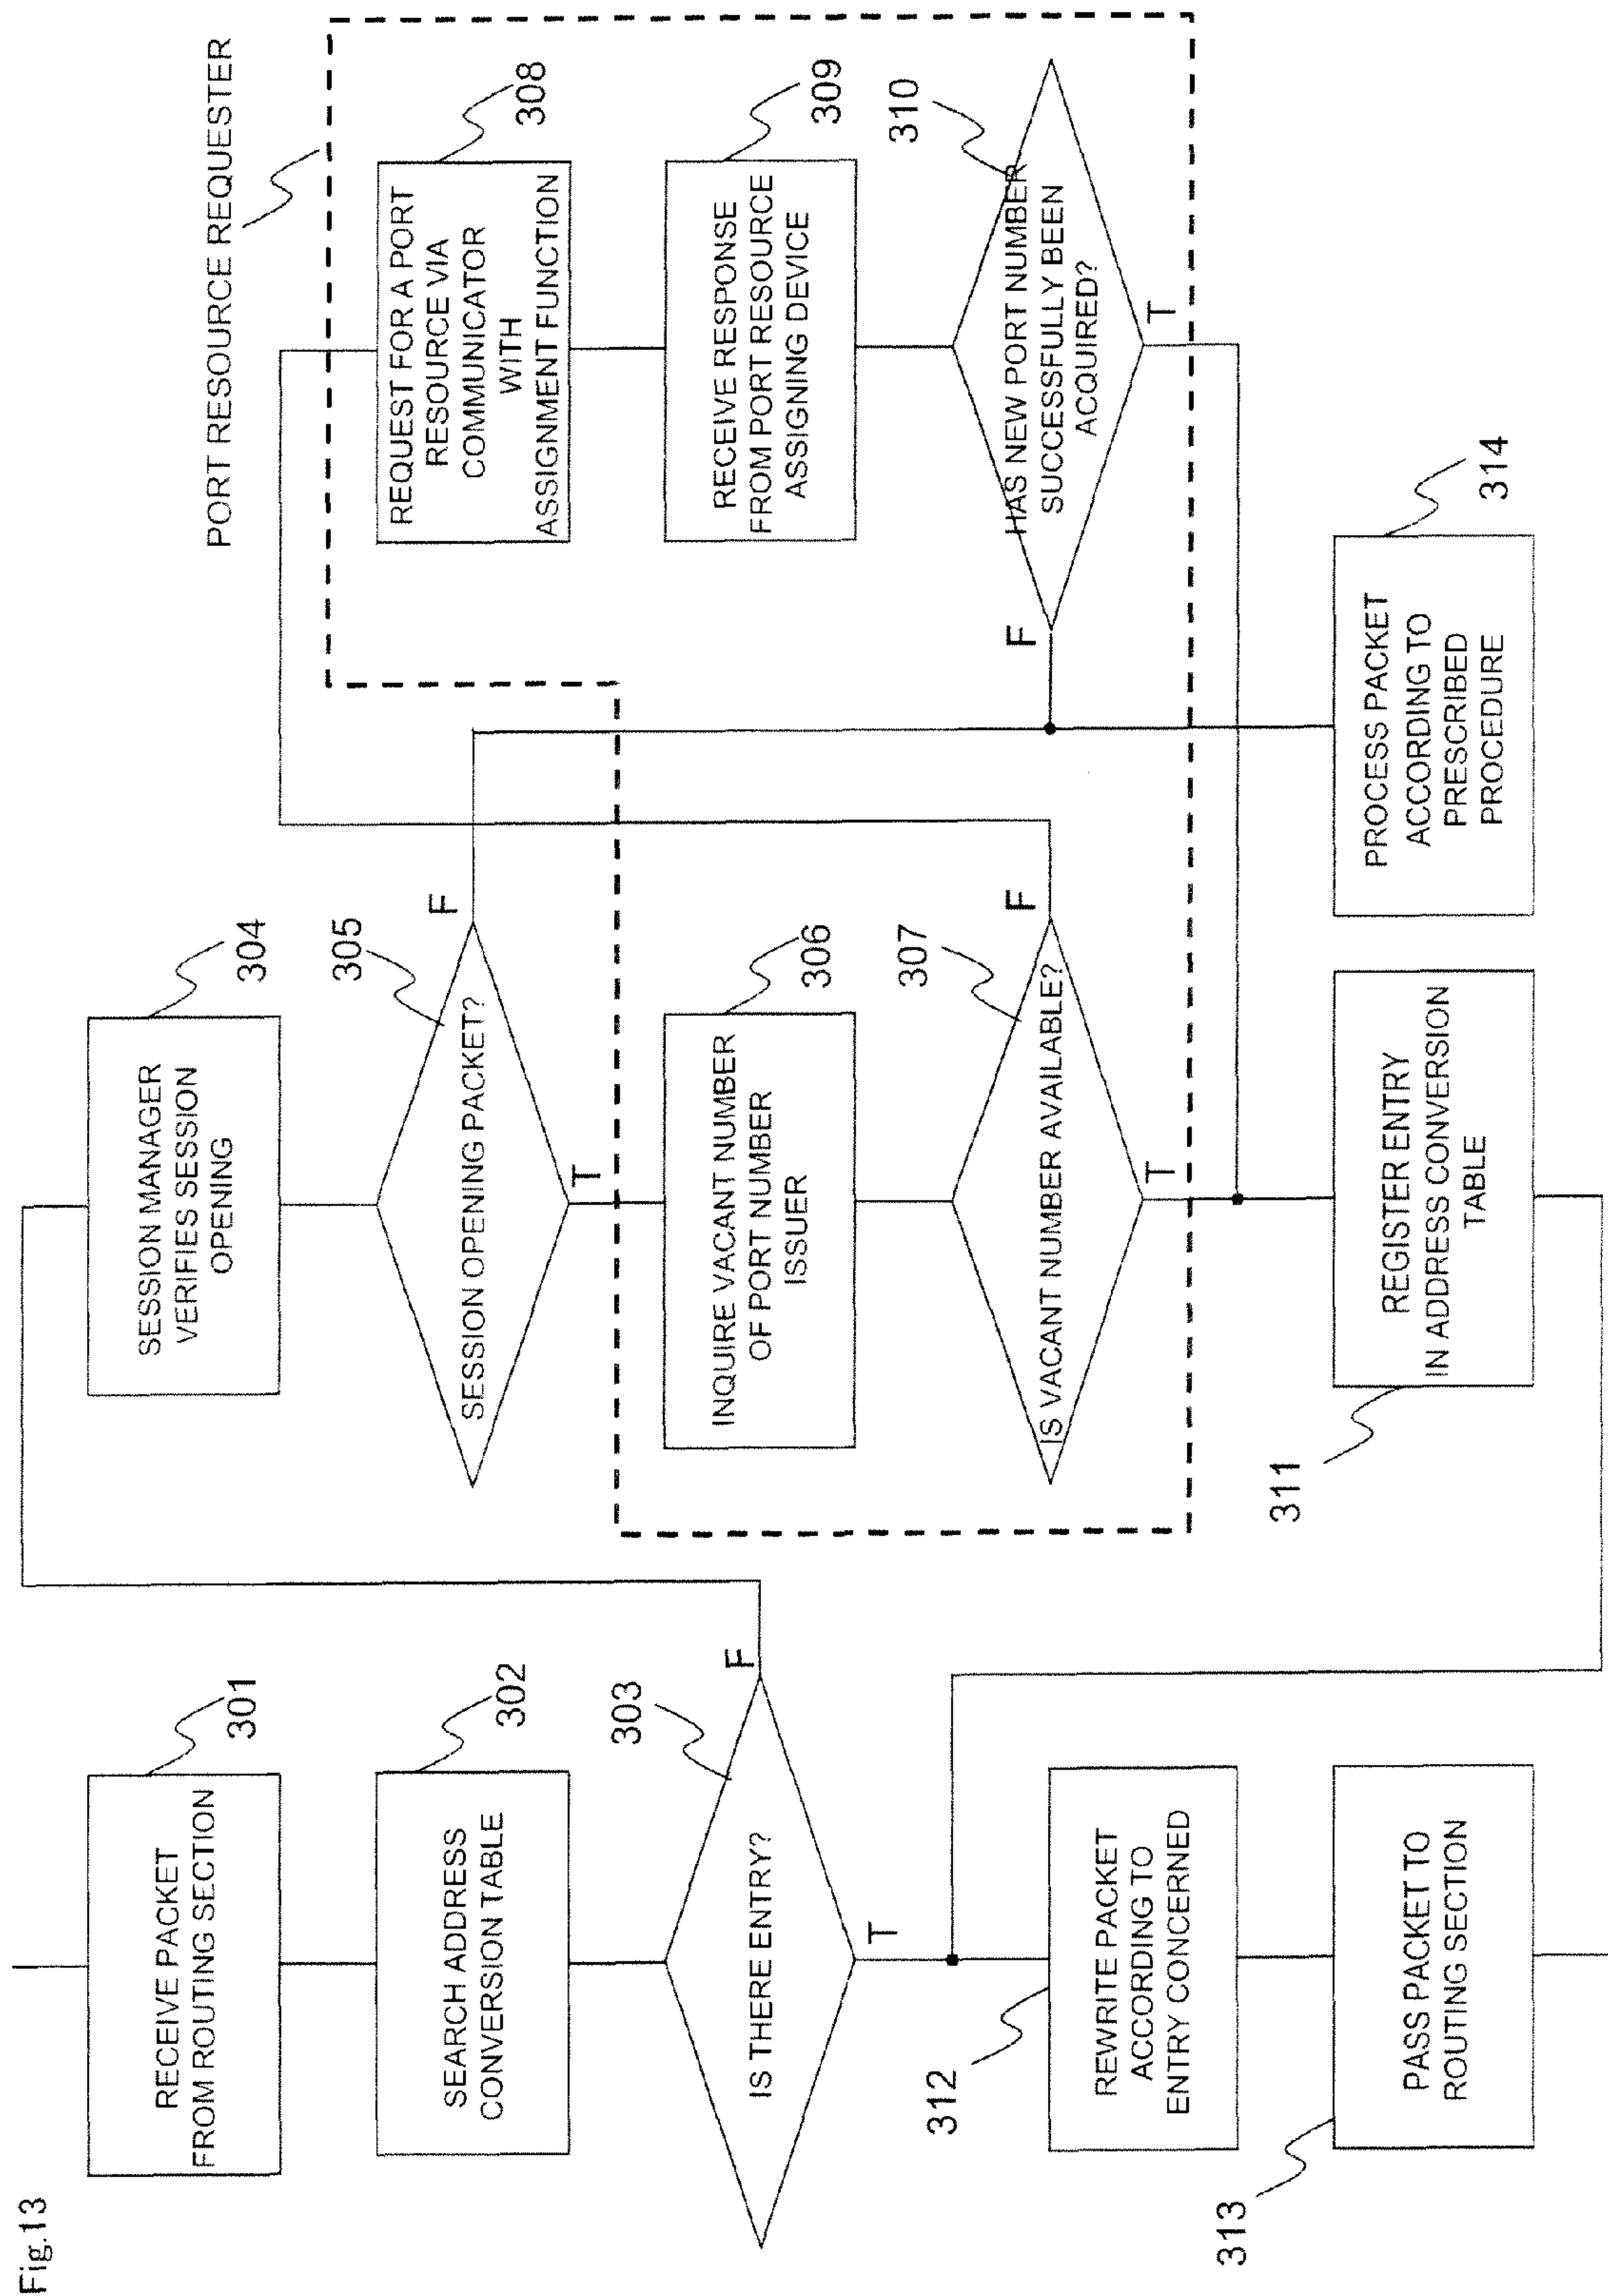 Fig.13
RECEIVE PACKET
FROM ROUTING SECTION
301
SEARCH ADDRESS
CONVERSION TABLE
302
IS THERE ENTRY?
303
F
T
REWRITE PACKET
ACCORDING TO
ENTRY CONCERNED
312
PASS PACKET TO
ROUTING SECTION
313
SESSION MANAGER
VERIFIES SESSION
OPENING
304
SESSION OPENING PACKET?
305
F
T
INQUIRE VACANT NUMBER
OF PORT NUMBER
ISSUER
306
IS VACANT NUMBER AVAILABLE?
307
F
T
REGISTER ENTRY
IN ADDRESS CONVERSION
TABLE
311
PORT RESOURCE REQUESTER
REQUEST FOR A PORT
RESOURCE VIA
COMMUNICATOR
WITH
ASSIGNMENT FUNCTION
308
RECEIVE RESPONSE
FROM PORT RESOURCE
ASSIGNING DEVICE
309
HAS NEW PORT NUMBER
SUCCESSFULLY BEEN
ACQUIRED?
310
F
T
PROCESS PACKET
ACCORDING TO
PRESCRIBED
PROCEDURE
314